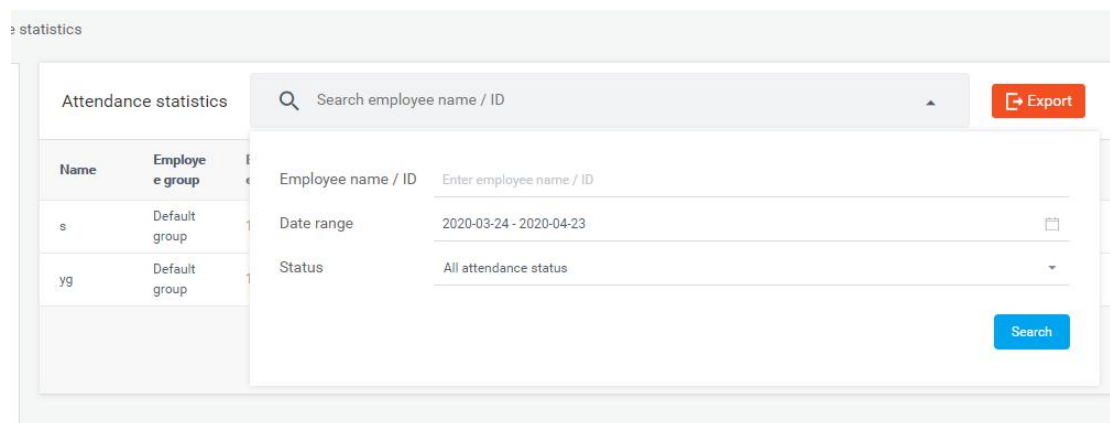 statistics
Attendance statistics
Search employee name / ID
Export
Name
Employe
e group
s
Default
group
yg
Default
group
Employee name / ID
Enter employee name / ID
Date range
2020-03-24 - 2020-04-23
Status
All attendance status
Search